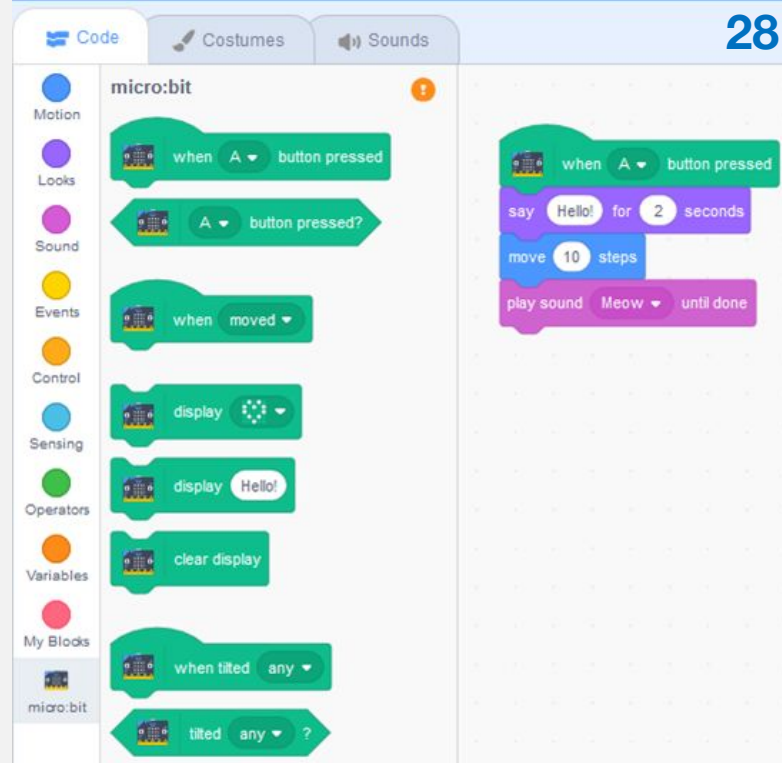 Code
Costumes
Sounds
28
Motion
Looks
Sound
Events
Control
Sensing
Operators
Variables
My Blocks
micro:bit
micro:bit
when A button pressed
A button pressed?
when moved
display
display Hello!
clear display
when tilted any
tilted any ?
when A button pressed
say Hello! for 2 seconds
move 10 steps
play sound Meow until done